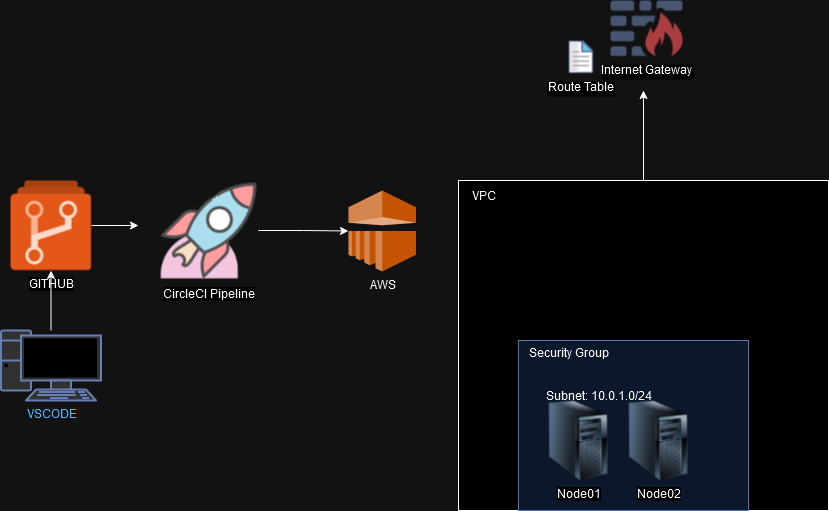 Internet Gateway
Route Table
VPC
GITHUB
CircleCI Pipeline
AWS
Security Group
Subnet: 10.0.1.0/24
VSCODE
Node01
Node02